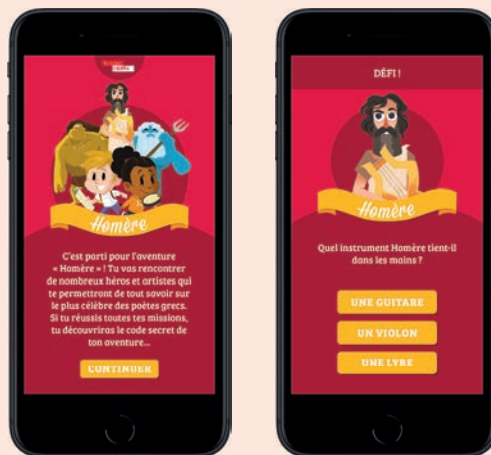 Homère
C'est parti pour l'aventure
« Homère » ! Tu vas rencontrer
de nombreux héros et artistes qui
te permettront de tout savoir sur
le plus célèbre des poètes grecs.
Si tu réussis toutes tes missions,
tu découvriras le code secret de
ton aventure...
CONTINUER
DÉFI !
Homère
Quel instrument Homère tient-il
dans les mains ?
UNE GUITARE
UN VIOLON
UNE LYRE